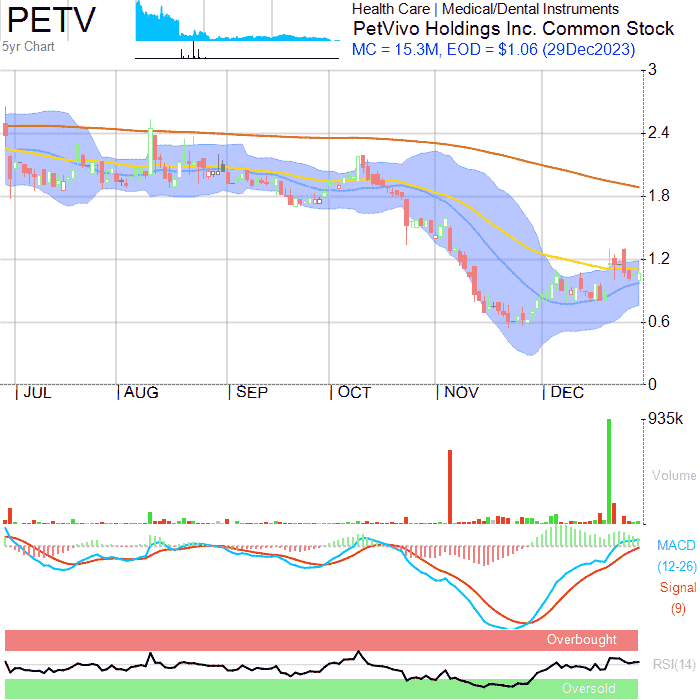 PETV
5yr Chart
Health Care | Medical/Dental Instruments
PetVivo Holdings Inc. Common Stock
MC = 15.3M, EOD = $1.06 (29Dec2023)
3
2.4
1.8
1.2
0.6
0
|JUL |AUG |SEP |OCT |NOV |DEC
935k
Volume
MACD
(12-26)
Signal
(9)
Overbought
RSI(14)
Oversold